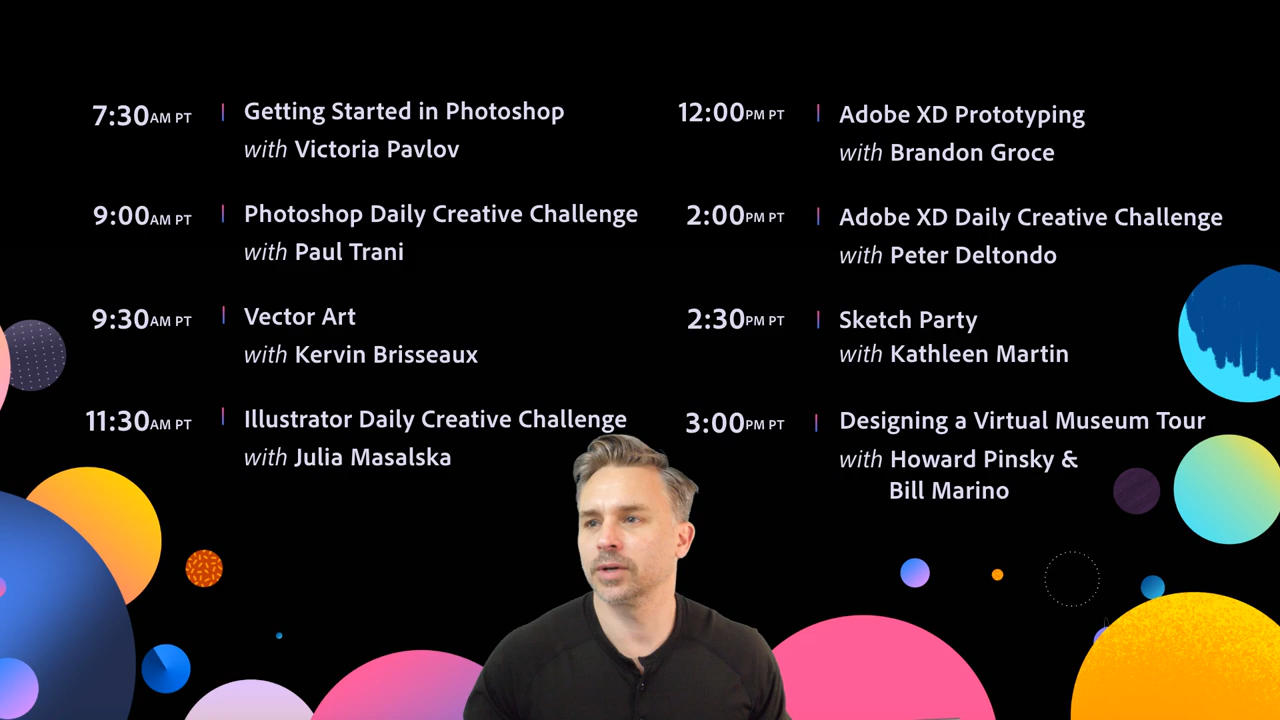 7:30AM PT
Getting Started in Photoshop
with Victoria Pavlov
9:00AM PT
Photoshop Daily Creative Challenge
with Paul Trani
9:30AM PT
Vector Art
with Kervin Brisseaux
11:30AM PT
Illustrator Daily Creative Challenge
with Julia Masalska
12:00PM PT
Adobe XD Prototyping
with Brandon Groce
2:00PM PT
Adobe XD Daily Creative Challenge
with Peter Deltondo
2:30PM PT
Sketch Party
with Kathleen Martin
3:00PM PT
Designing a Virtual Museum Tour
with Howard Pinsky &
Bill Marino